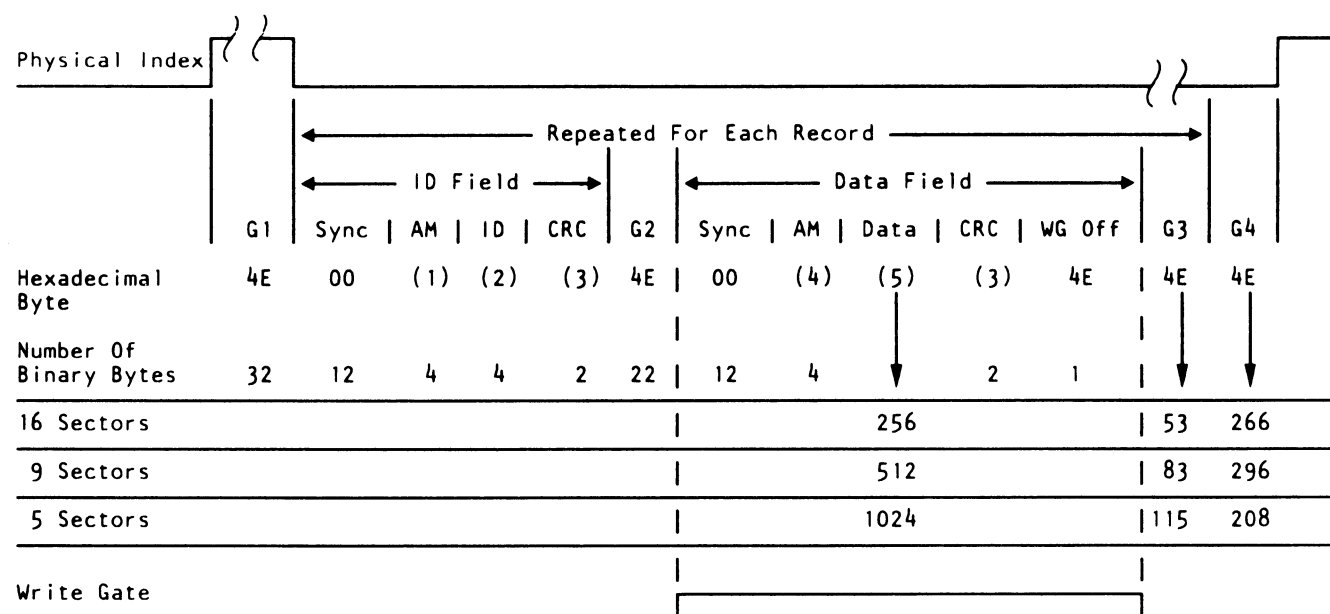 Physical Index
Repeated For Each Record
ID Field Data Field
G1 Sync | AM | ID | CRC G2 Sync | AM | Data | CRC | WG Off G3 G4
Hexadecimal 4E 00 (1) (2) (3) 4E 00 (4) (5) (3) 4E 4E 4E
Byte
Number Of
Binary Bytes 32 12 4 4 2 22 12 4 2 1
16 Sectors 256 53 266
9 Sectors 512 83 296
5 Sectors 1024 115 208
Write Gate